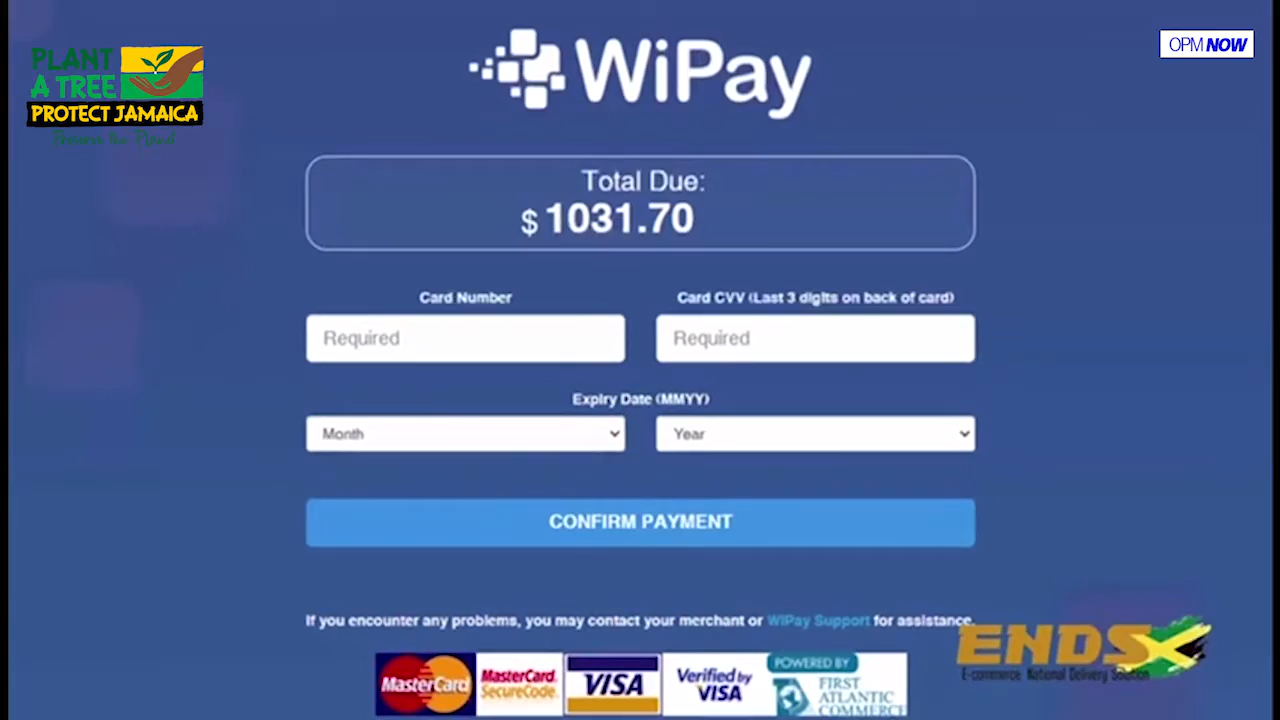 PLANT
A TREE
PROTECT JAMAICA
Preserve the Planet
OPM NOW
WiPay
Total Due:
$ 1031.70
Card Number
Card CVV (Last 3 digits on back of card)
Required
Required
Expiry Date (MMYY)
Month
Year
CONFIRM PAYMENT
If you encounter any problems, you may contact your merchant or WiPay Support for assistance.
ENDS
E-commerce National Delivery Solution
MasterCard
MasterCard.
SecureCode.
VISA
Verified by
VISA
POWERED BY
FIRST
ATLANTIC
COMMERCE